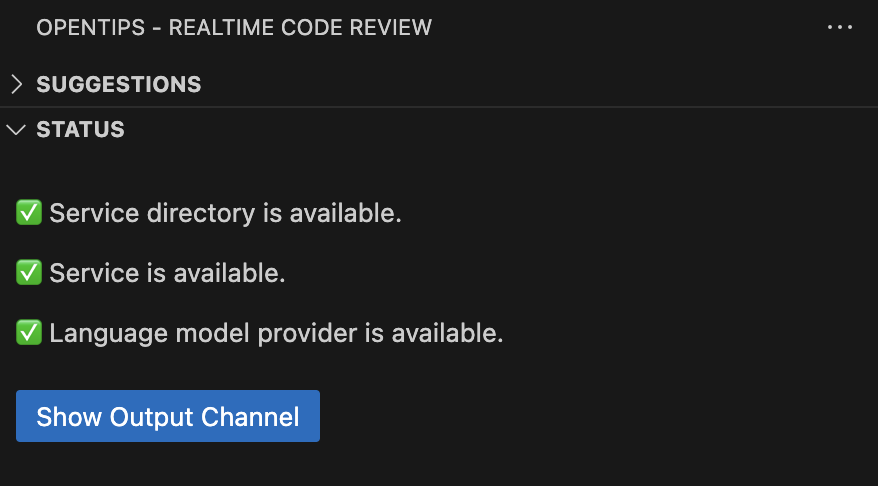 OPENTIPS - REALTIME CODE REVIEW
SUGGESTIONS
STATUS
✅ Service directory is available.
✅ Service is available.
✅ Language model provider is available.
Show Output Channel